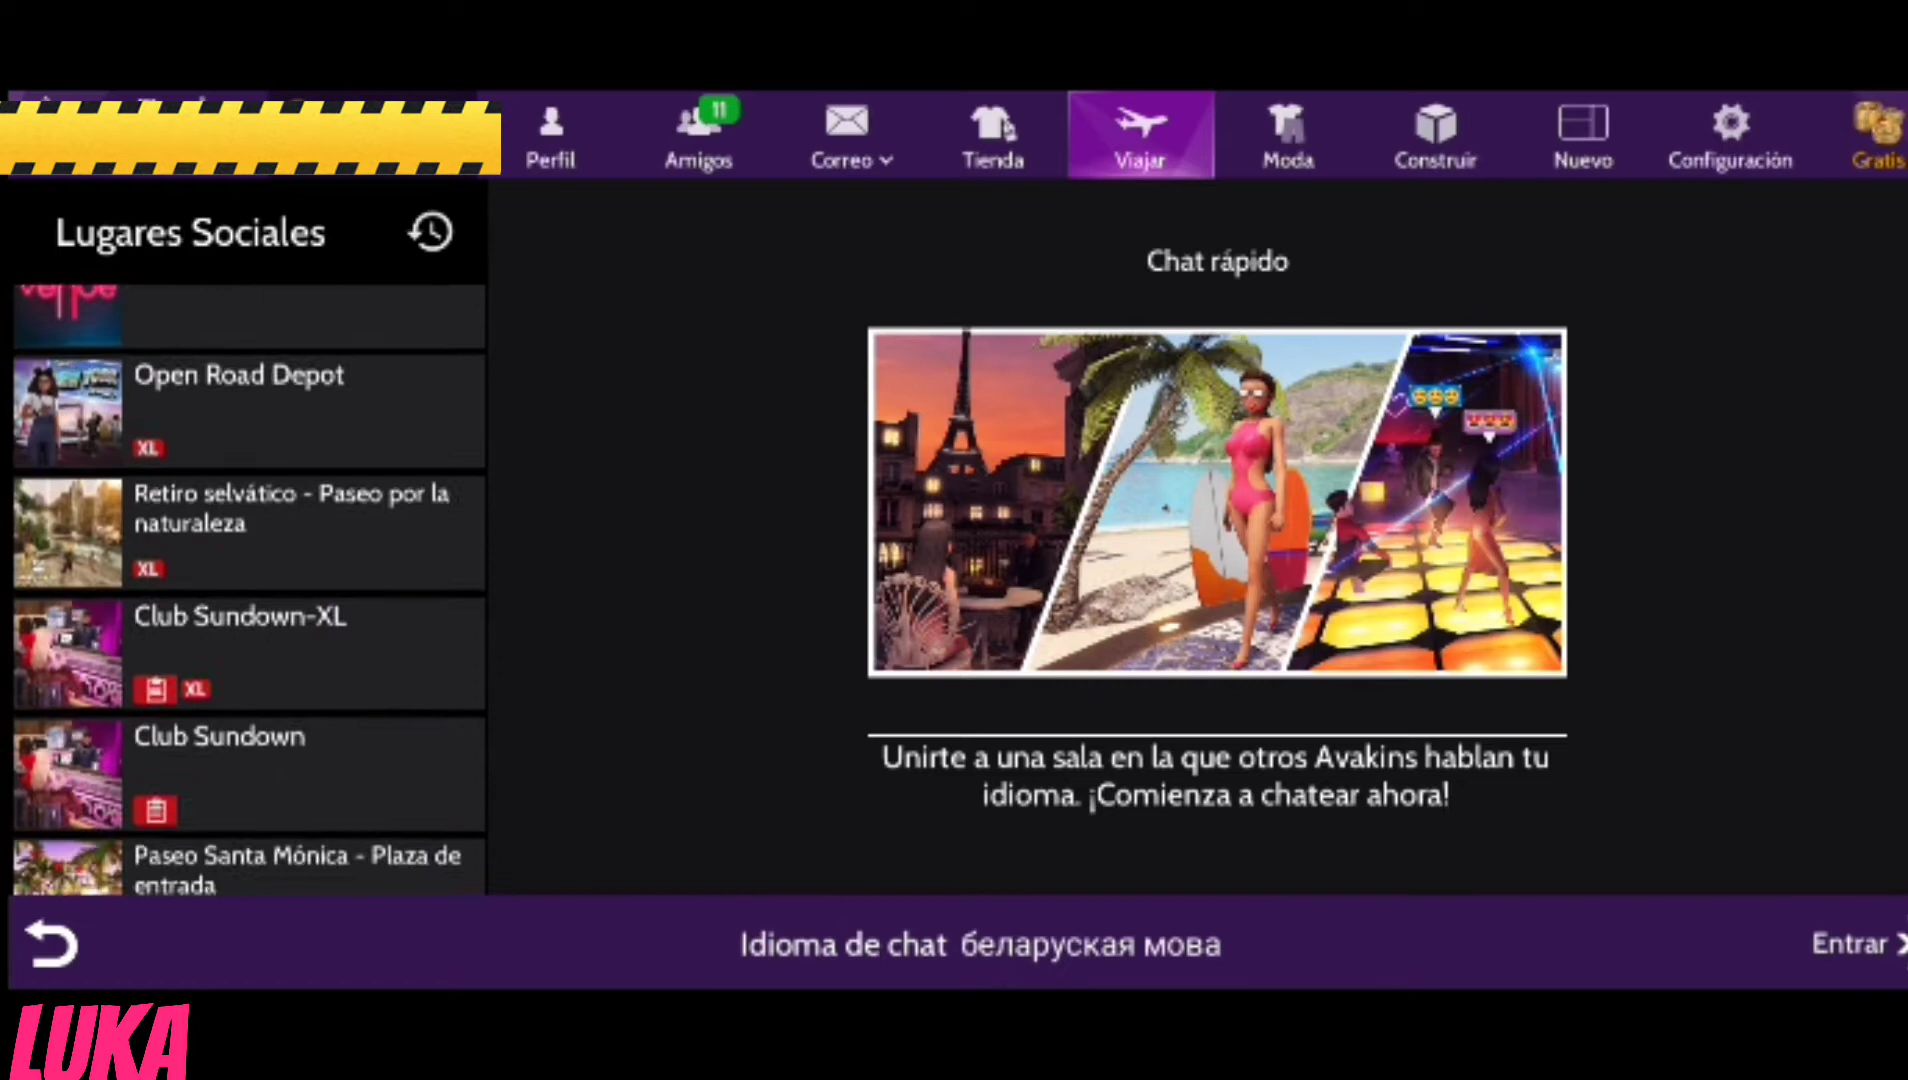 Perfil
11
Amigos
Correo
Tienda
Viajar
Moda
Construir
Nuevo
Configuración
Gratis
Lugares Sociales
Open Road Depot
XL
Retiro selvático - Paseo por la
naturaleza
XL
Club Sundown-XL
XL
Club Sundown
Paseo Santa Mónica - Plaza de
entrada
Chat rápido
Unirte a una sala en la que otros Avakins hablan tu
idioma. ¡Comienza a chatear ahora!
Idioma de chat беларуская мова
Entrar
LUKA